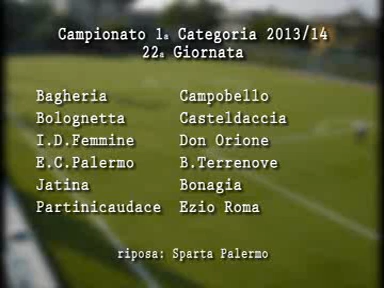 Campionato 1a Categoria 2013/14
22a Giornata
Bagheria Campobello
Bolognetta Casteldaccia
I.D.Femmine Don Orione
E.C.Palermo B.Terrenove
Jatina Bonagia
Partinicaudace Ezio Roma
riposa: Sparta Palermo